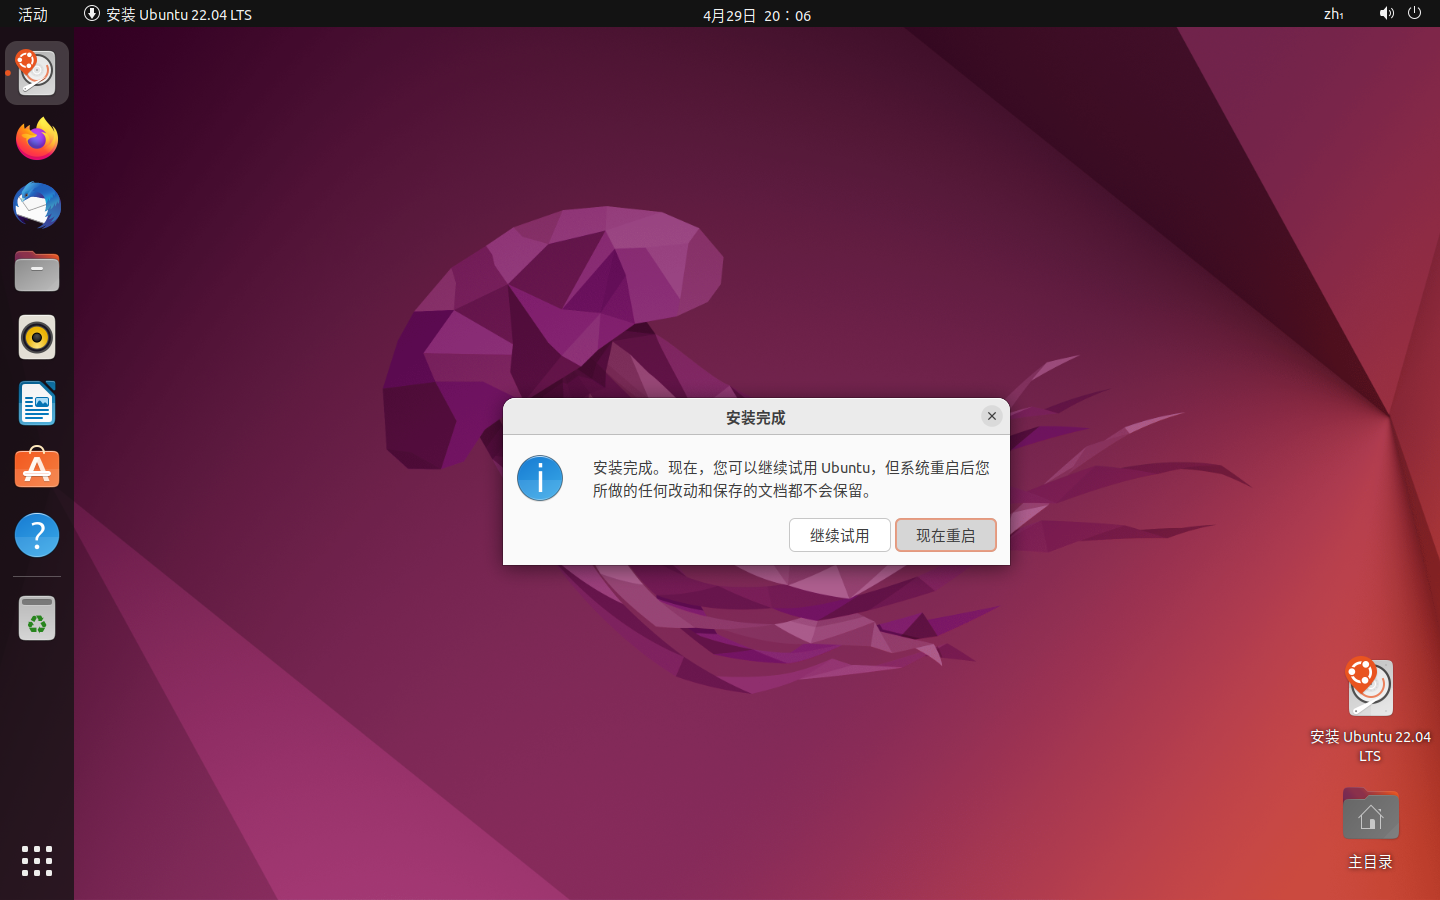 活动
安装 Ubuntu 22.04 LTS
4月29日 20：06
zh₁
安装完成
安装完成。现在，您可以继续试用 Ubuntu，但系统重启后您
所做的任何改动和保存的文档都不会保留。
继续试用
现在重启
安装 Ubuntu 22.04
LTS
主目录